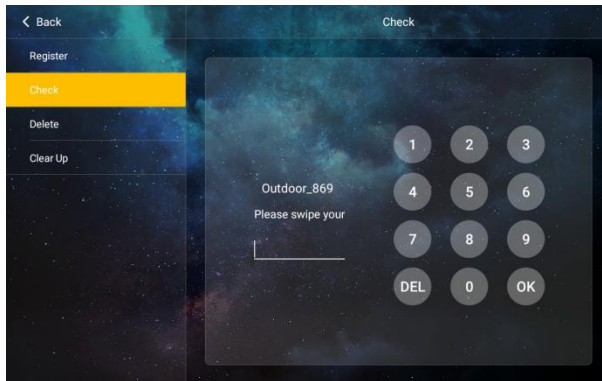 Back
Check
Register
Check
Delete
Clear Up
Outdoor_869
Please swipe your
1 2 3
4 5 6
7 8 9
DEL 0 OK